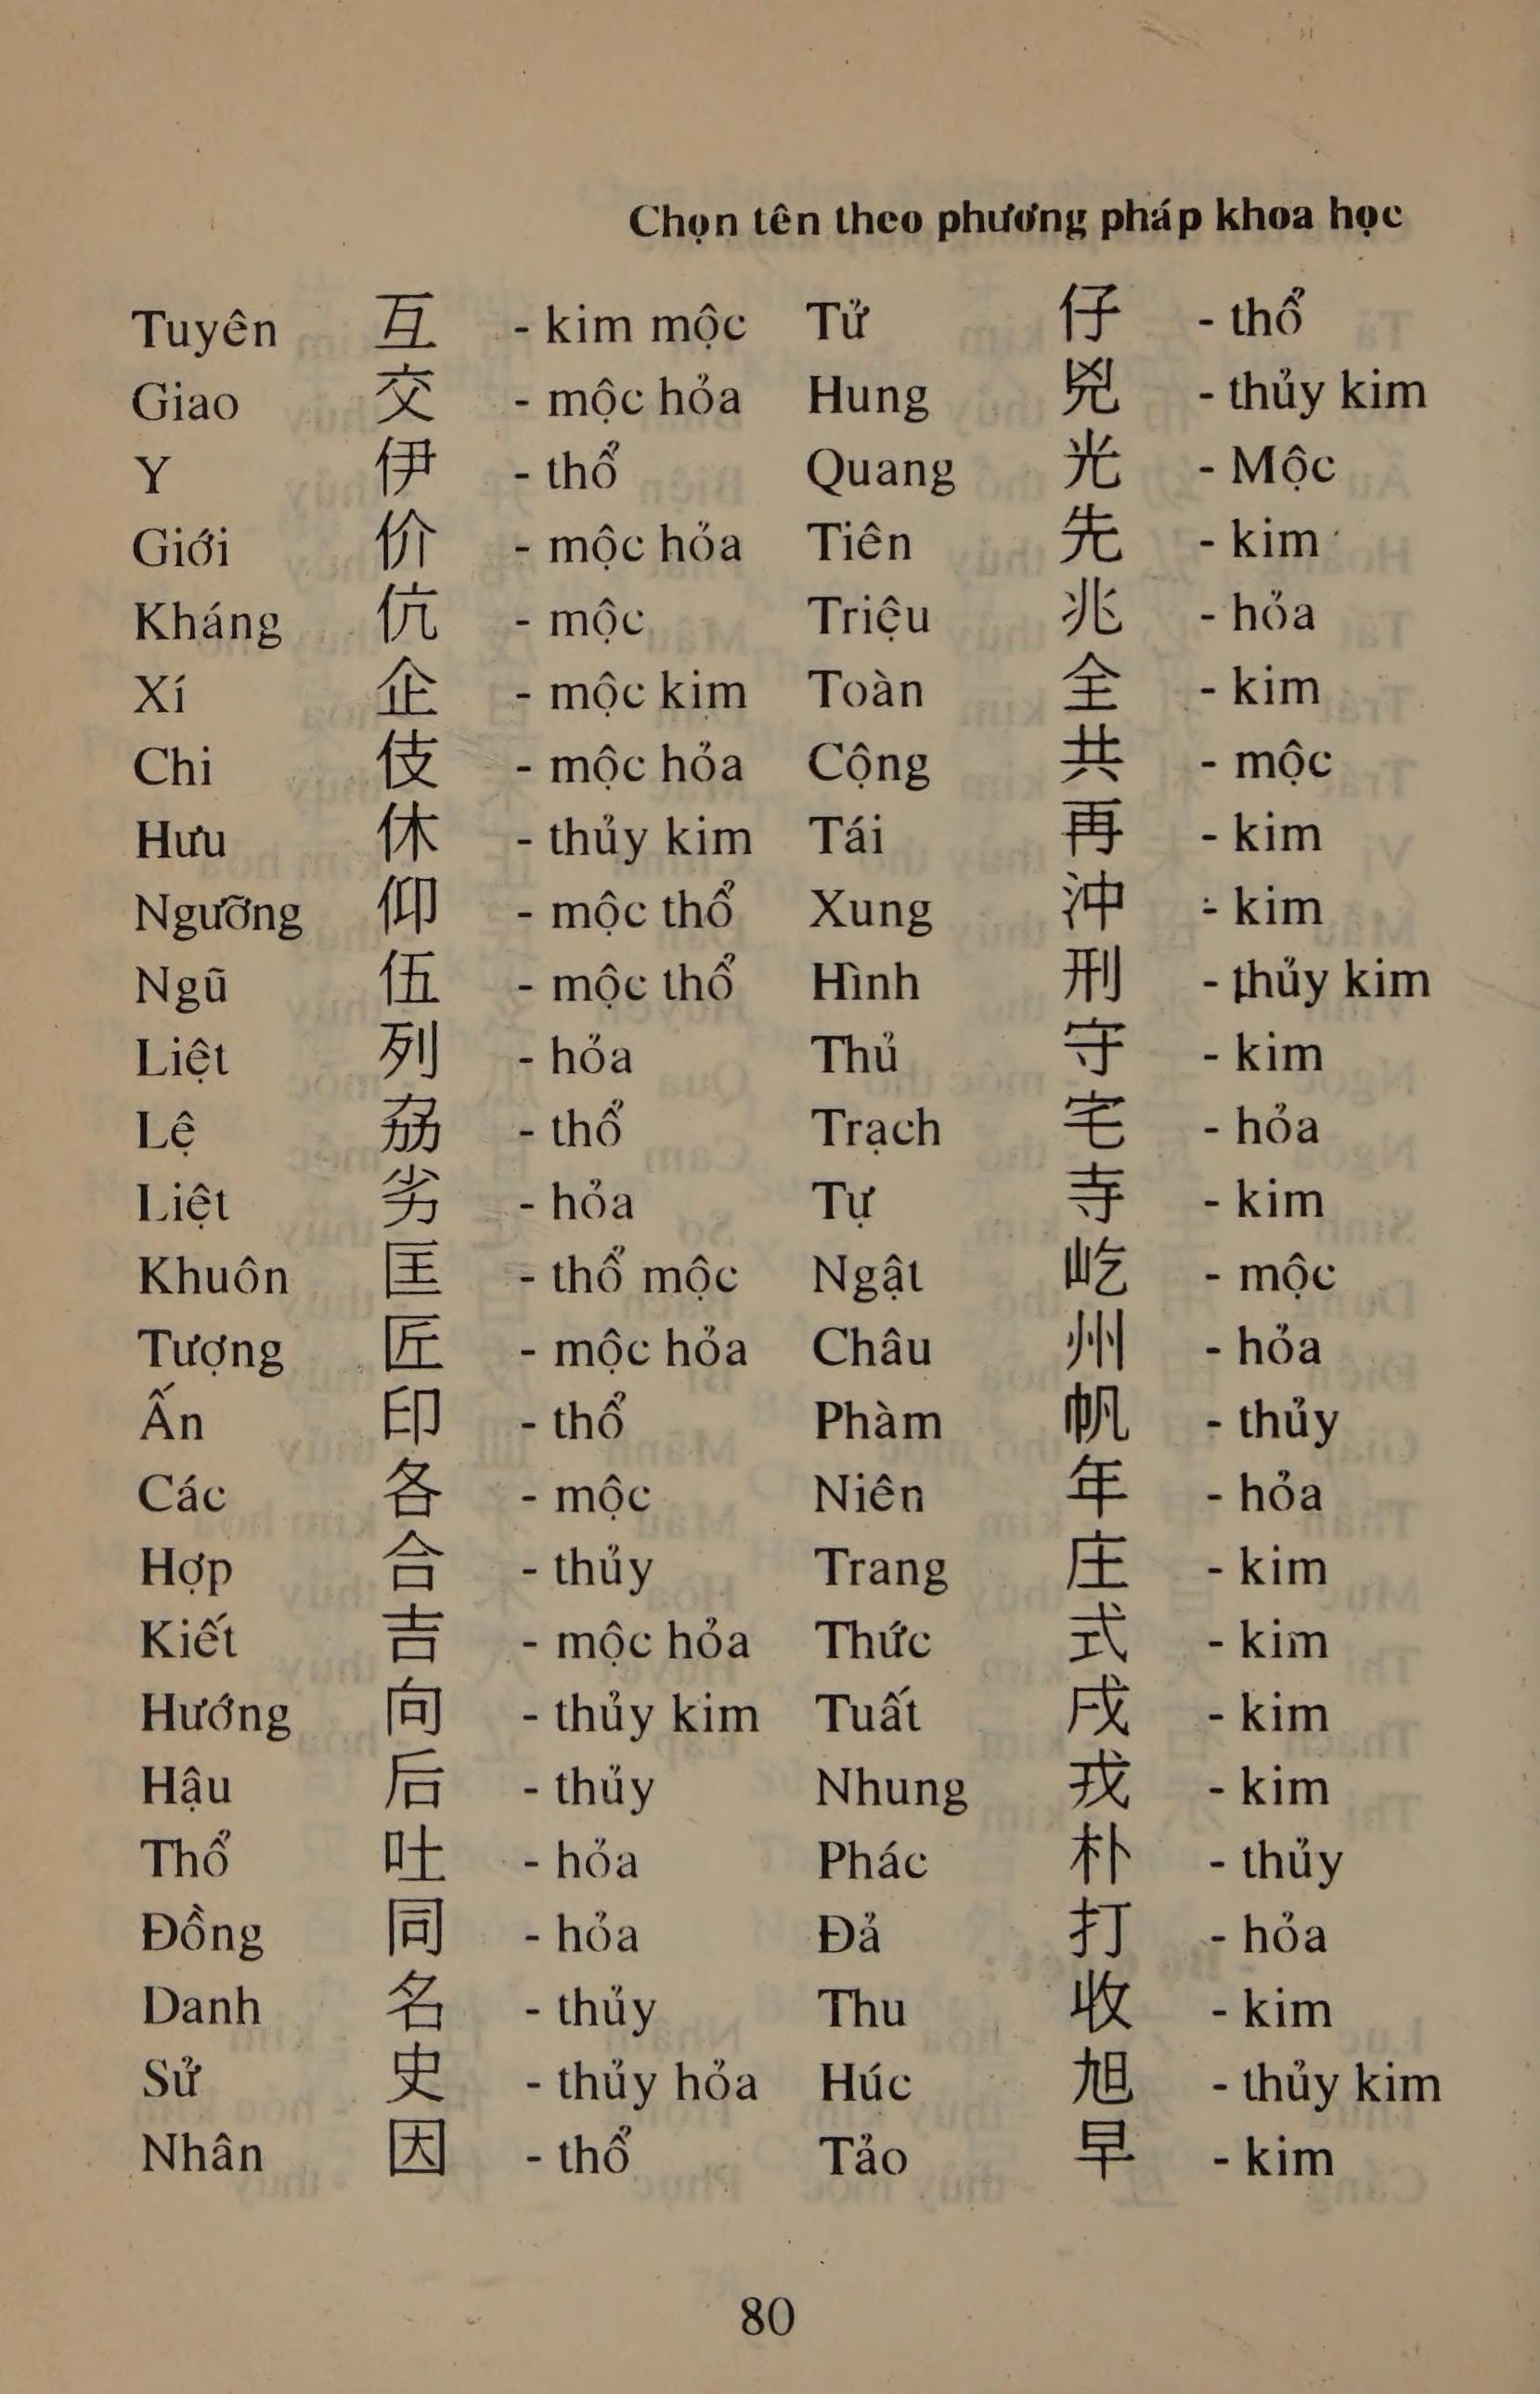 Chọn tên theo phương pháp khoa học
Tuyên 互 - kim mộc Tử 仔 - thổ
Giao 交 - mộc hỏa Hung 兇 - thủy kim
Y 伊 - thổ Quang 光 - Mộc
Giới 价 - mộc hỏa Tiên 先 - kim
Kháng 伉 - mộc Triệu 兆 - hỏa
Xí 企 - mộc kim Toàn 全 - kim
Chi 伎 - mộc hỏa Cộng 共 - mộc
Hưu 休 - thủy kim Tái 再 - kim
Ngưỡng 仰 - mộc thổ Xung 沖 - kim
Ngũ 伍 - mộc thổ Hình 刑 - thủy kim
Liệt 列 - hỏa Thủ 守 - kim
Lệ 劦 - thổ Trạch 宅 - hỏa
Liệt 劣 - hỏa Tự 寺 - kim
Khuôn 匡 - thổ mộc Ngật 屹 - mộc
Tượng 匠 - mộc hỏa Châu 州 - hỏa
Ấn 印 - thổ Phàm 帆 - thủy
Các 各 - mộc Niên 年 - hỏa
Hợp 合 - thủy Trang 庄 - kim
Kiết 吉 - mộc hỏa Thức 式 - kim
Hướng 向 - thủy kim Tuất 戌 - kim
Hậu 后 - thủy Nhung 戎 - kim
Thổ 吐 - hỏa Phác 朴 - thủy
Đồng 同 - hỏa Đả 打 - hỏa
Danh 名 - thủy Thu 收 - kim
Sử 史 - thủy hỏa Húc 旭 - thủy kim
Nhân 因 - thổ Tảo 早 - kim
80